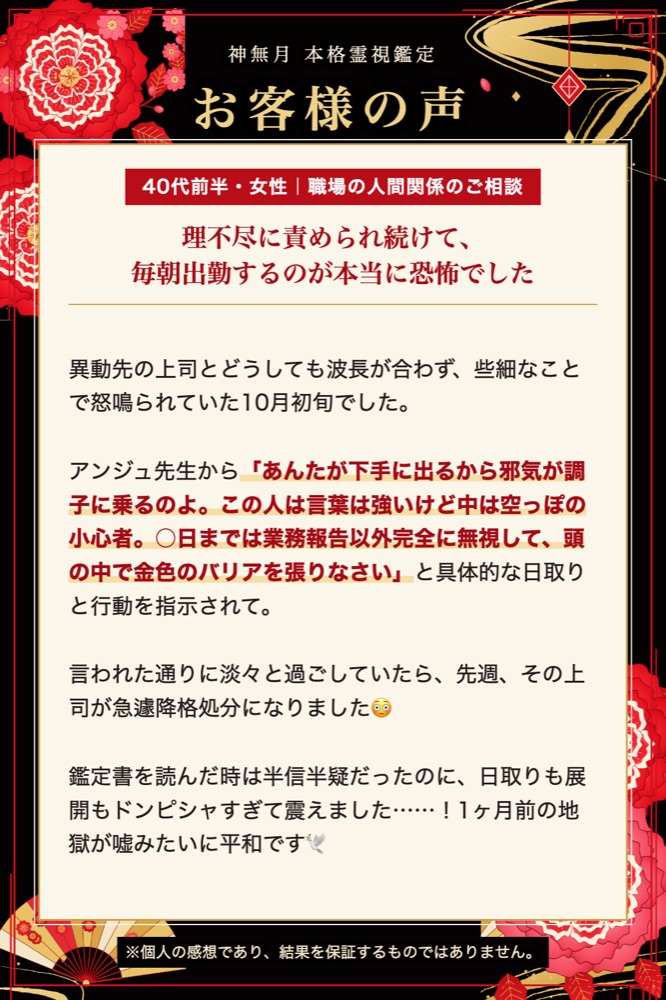 神無月 本格霊視鑑定
お客様の声
40代前半・女性｜職場の人間関係のご相談
理不尽に責められ続けて、
毎朝出勤するのが本当に恐怖でした
異動先の上司とどうしても波長が合わず、些細なこと
で怒鳴られていた10月初旬でした。
アンジュ先生から「あんたが下手に出るから邪気が調
子に乗るのよ。この人は言葉は強いけど中は空っぽの
小心者。〇日までは業務報告以外完全に無視して、頭
の中で金色のバリアを張りなさい」と具体的な日取り
と行動を指示されて。
言われた通りに淡々と過ごしていたら、先週、その上
司が急遽降格処分になりました😳
鑑定書を読んだ時は半信半疑だったのに、日取りも展
開もドンピシャすぎて震えました……！1ヶ月前の地
獄が嘘みたいに平和です🕊️
※個人の感想であり、結果を保証するものではありません。